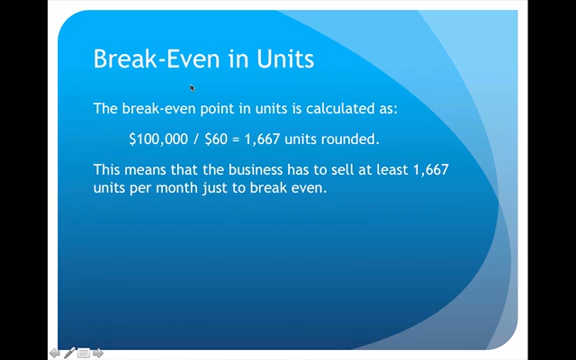 Break-Even in Units
The break-even point in units is calculated as:
$100,000 / $60 = 1,667 units rounded.
This means that the business has to sell at least 1,667
units per month just to break even.